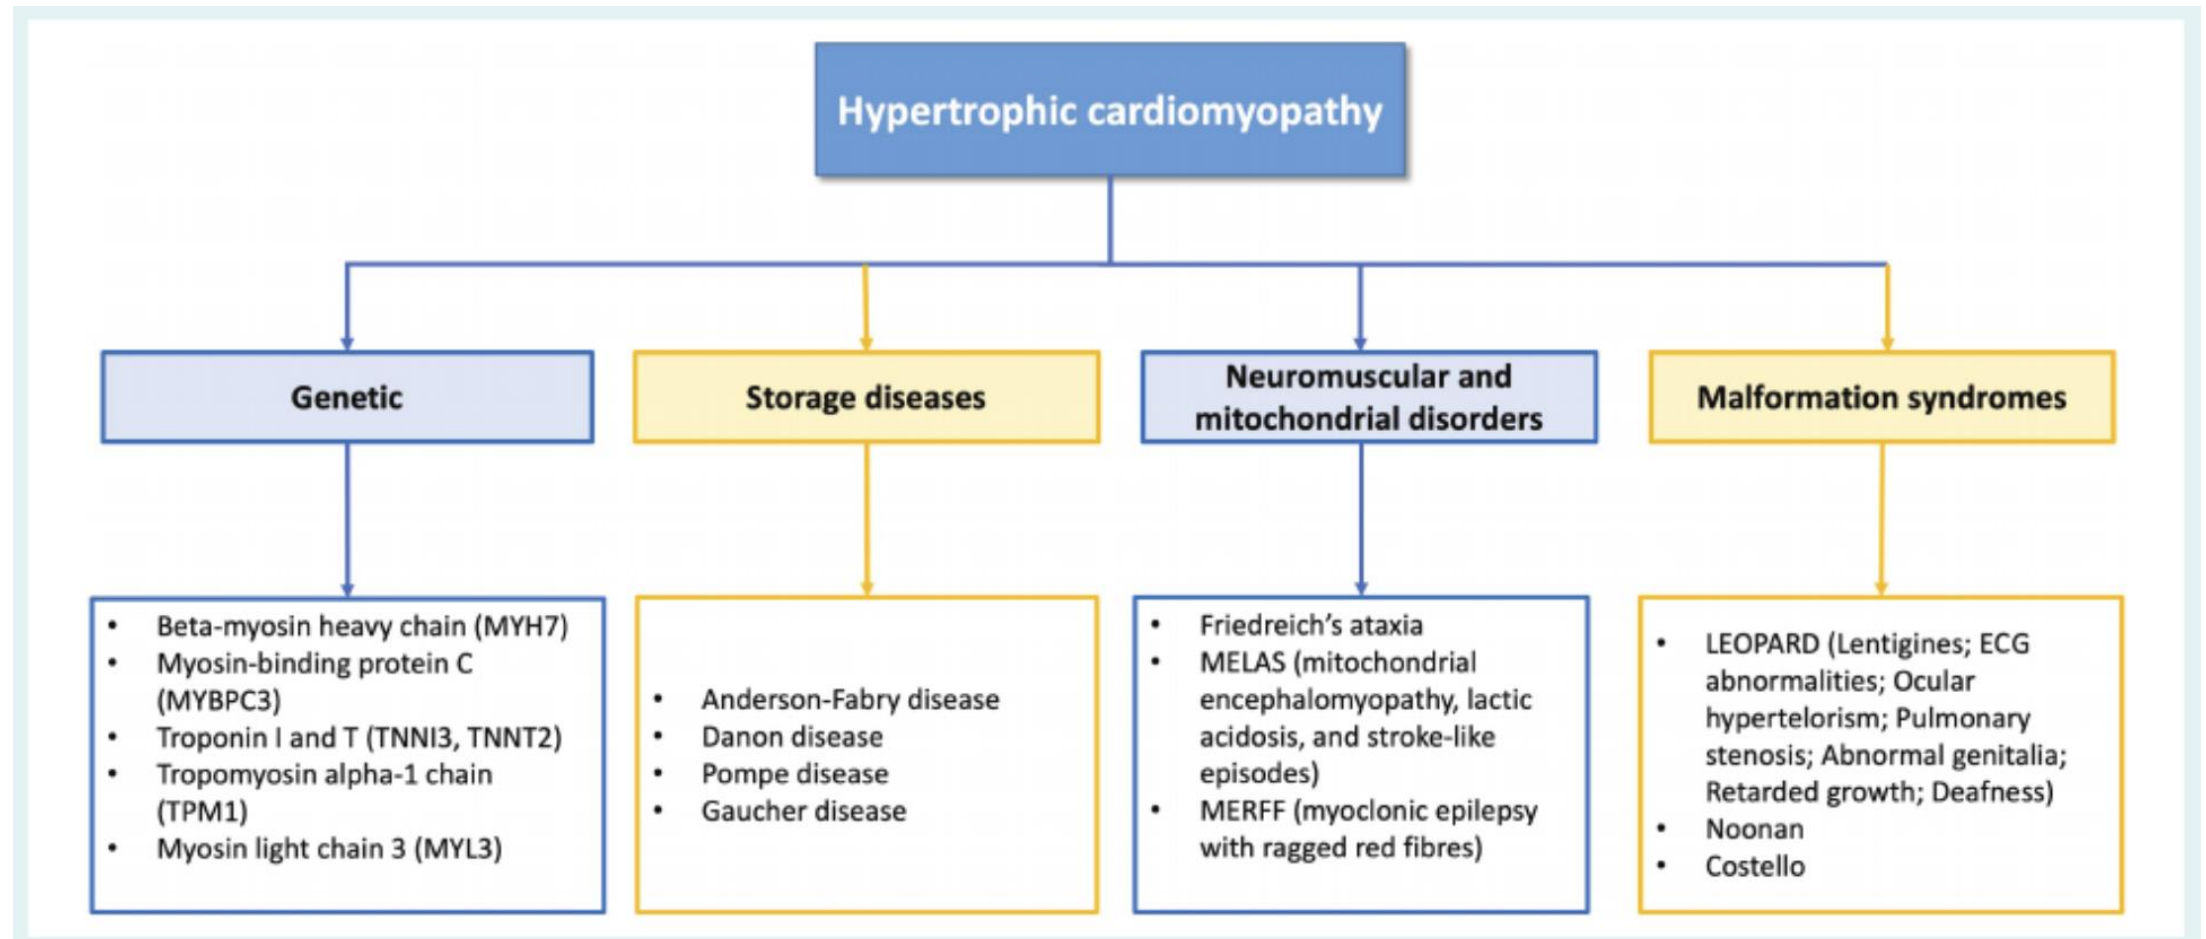 Hypertrophic cardiomyopathy
Genetic
Storage diseases
Neuromuscular and
mitochondrial disorders
Malformation syndromes
• Beta-myosin heavy chain (MYH7)
• Myosin-binding protein C
(MYBPC3)
• Troponin I and T (TNNI3, TNNT2)
• Tropomyosin alpha-1 chain
(TPM1)
• Myosin light chain 3 (MYL3)
• Anderson-Fabry disease
• Danon disease
• Pompe disease
• Gaucher disease
• Friedreich’s ataxia
• MELAS (mitochondrial
encephalomyopathy, lactic
acidosis, and stroke-like
episodes)
• MERFF (myoclonic epilepsy
with ragged red fibres)
• LEOPARD (Lentigines; ECG
abnormalities; Ocular
hypertelorism; Pulmonary
stenosis; Abnormal genitalia;
Retarded growth; Deafness)
• Noonan
• Costello